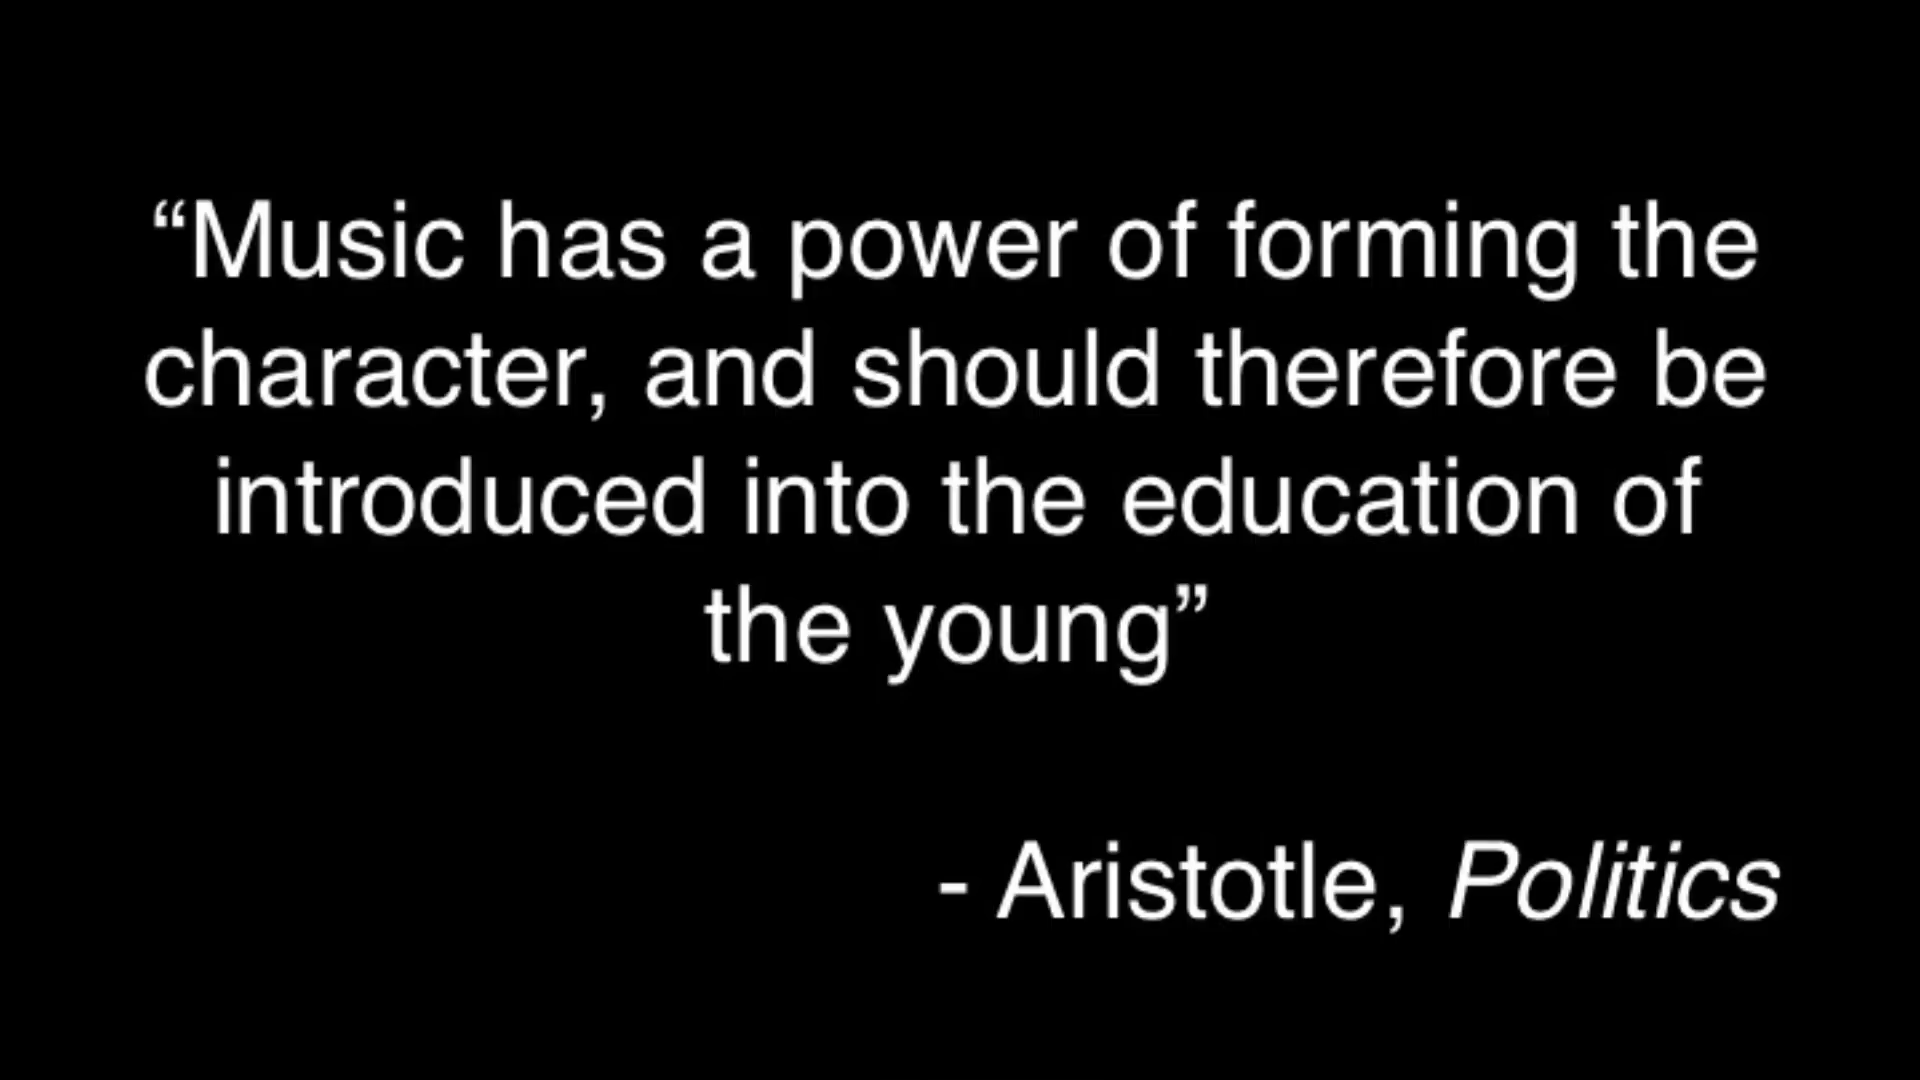 “Music has a power of forming the
character, and should therefore be
introduced into the education of
the young”
- Aristotle, Politics